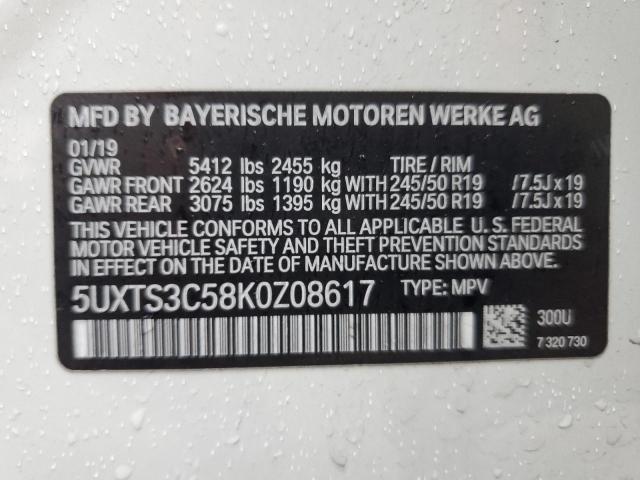 MFD BY BAYERISCHE MOTOREN WERKE AG
01/19
GVWR 5412 lbs 2455 kg TIRE / RIM
GAWR FRONT 2624 lbs 1190 kg WITH 245/50 R19 /7.5J x 19
GAWR REAR 3075 lbs 1395 kg WITH 245/50 R19 /7.5J x 19
THIS VEHICLE CONFORMS TO ALL APPLICABLE U. S. FEDERAL
MOTOR VEHICLE SAFETY AND THEFT PREVENTION STANDARDS
IN EFFECT ON THE DATE OF MANUFACTURE SHOWN ABOVE.
5UXTS3C58K0Z08617 TYPE: MPV
300U
7 320 730